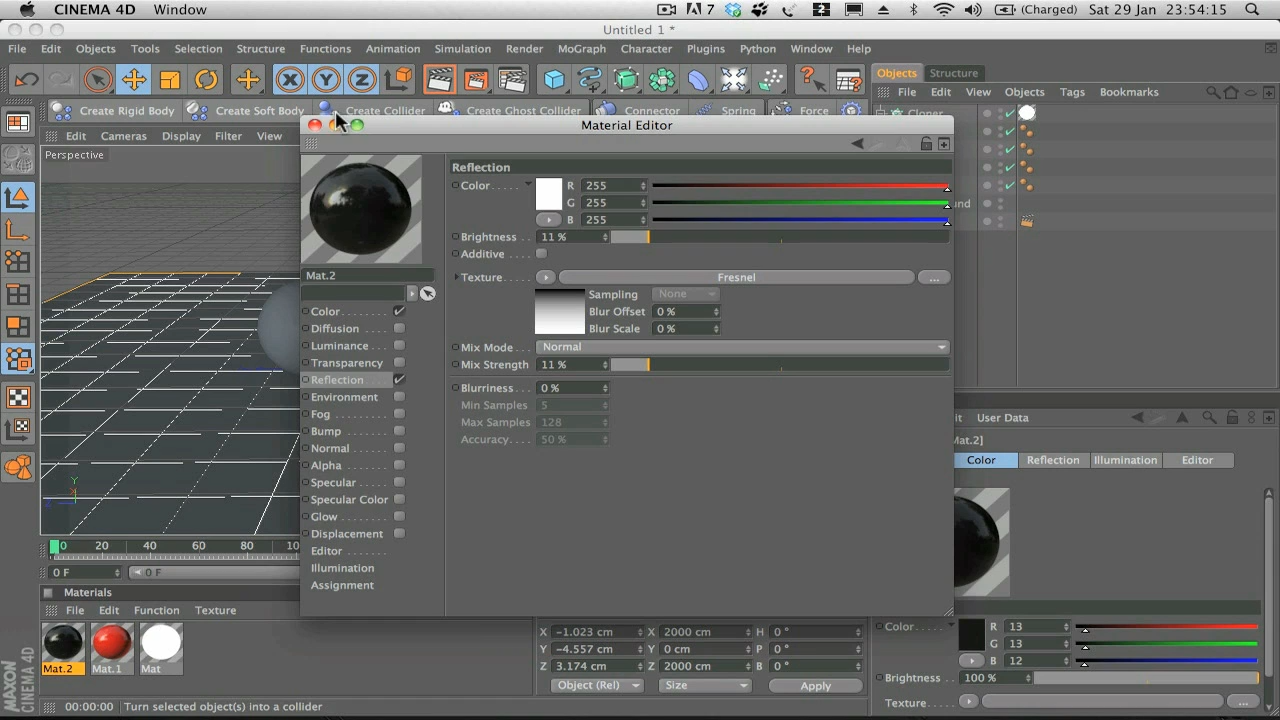 CINEMA 4D Window 7 (Charged) Sat 29 Jan 23:54:15
Untitled 1 *
File Edit Objects Tools Selection Structure Functions Animation Simulation Render MoGraph Character Plugins Python Window Help
X Y Z
Objects Structure
File Edit View Objects Tags Bookmarks
Create Rigid Body Create Soft Body Create Collider Create Ghost Collider Connector Spring Force
Cloner
Material Editor
Edit Cameras Display Filter View
Perspective
Reflection
Color
R 255
G 255
B 255
Brightness 11 %
Additive
Texture Fresnel ...
Sampling None
Blur Offset 0 %
Blur Scale 0 %
Mix Mode Normal
Mix Strength 11 %
Blurriness 0 %
Min Samples 5
Max Samples 128
Accuracy 50 %
Mat.2
Color
Diffusion
Luminance
Transparency
Reflection
Environment
Fog
Bump
Normal
Alpha
Specular
Specular Color
Glow
Displacement
Editor
Illumination
Assignment
und
it User Data
Mat.2]
Color Reflection Illumination Editor
Y
Z
0 20 40 60 80 10
0 F 0 F
Materials
File Edit Function Texture
Mat.2 Mat.1 Mat
X -1.023 cm X 2000 cm H 0 °
Y -4.557 cm Y 0 cm P 0 °
Z 3.174 cm Z 2000 cm B 0 °
Object (Rel) Size Apply
Color R 13
G 13
B 12
Brightness 100 %
Texture ...
MAXON CINEMA 4D
00:00:00 Turn selected object(s) into a collider